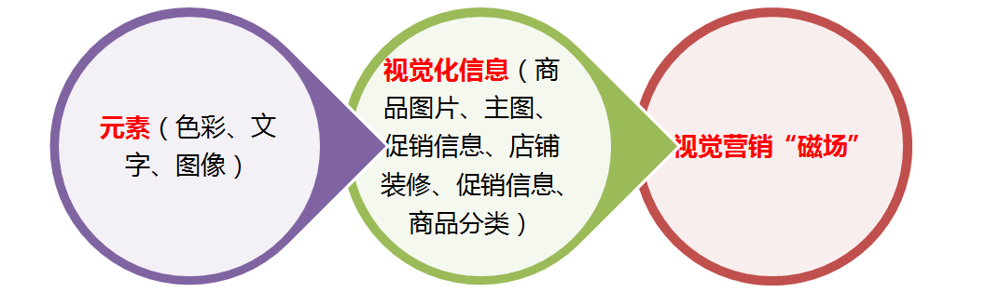 元素（色彩、文
字、图像）
视觉化信息（商
品图片、主图、
促销信息、店铺
装修、促销信息、
商品分类）
视觉营销“磁场”